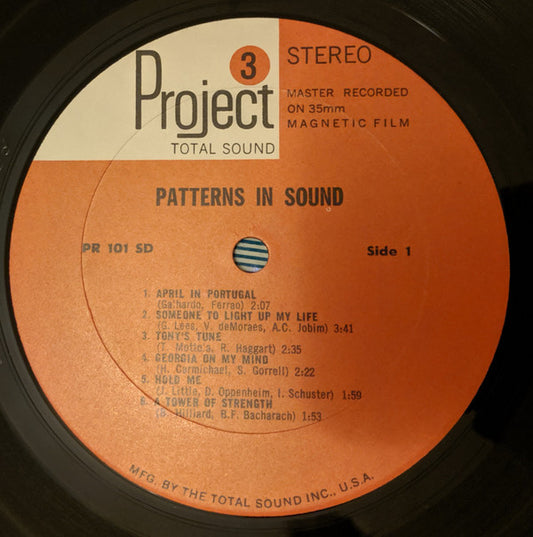 3
Project
TOTAL SOUND
STEREO
MASTER RECORDED
ON 35mm
MAGNETIC FILM
PATTERNS IN SOUND
PR 101 SD
Side 1
1. APRIL IN PORTUGAL
(Galhardo, Ferrao) 2:07
2. SOMEONE TO LIGHT UP MY LIFE
(G. Lees, V. deMoraes, A.C. Jobim) 3:41
3. TONY'S TUNE
(T. Mottola, R. Haggart) 2:35
4. GEORGIA ON MY MIND
(H. Carmichael, S. Gorrell) 2:22
5. HOLD ME
(J. Little, D. Oppenheim, I. Schuster) 1:59
6. A TOWER OF STRENGTH
Hilliard, B.F. Bacharach) 1:53
MFG. BY THE TOTAL SOUND INC., U.S.A.